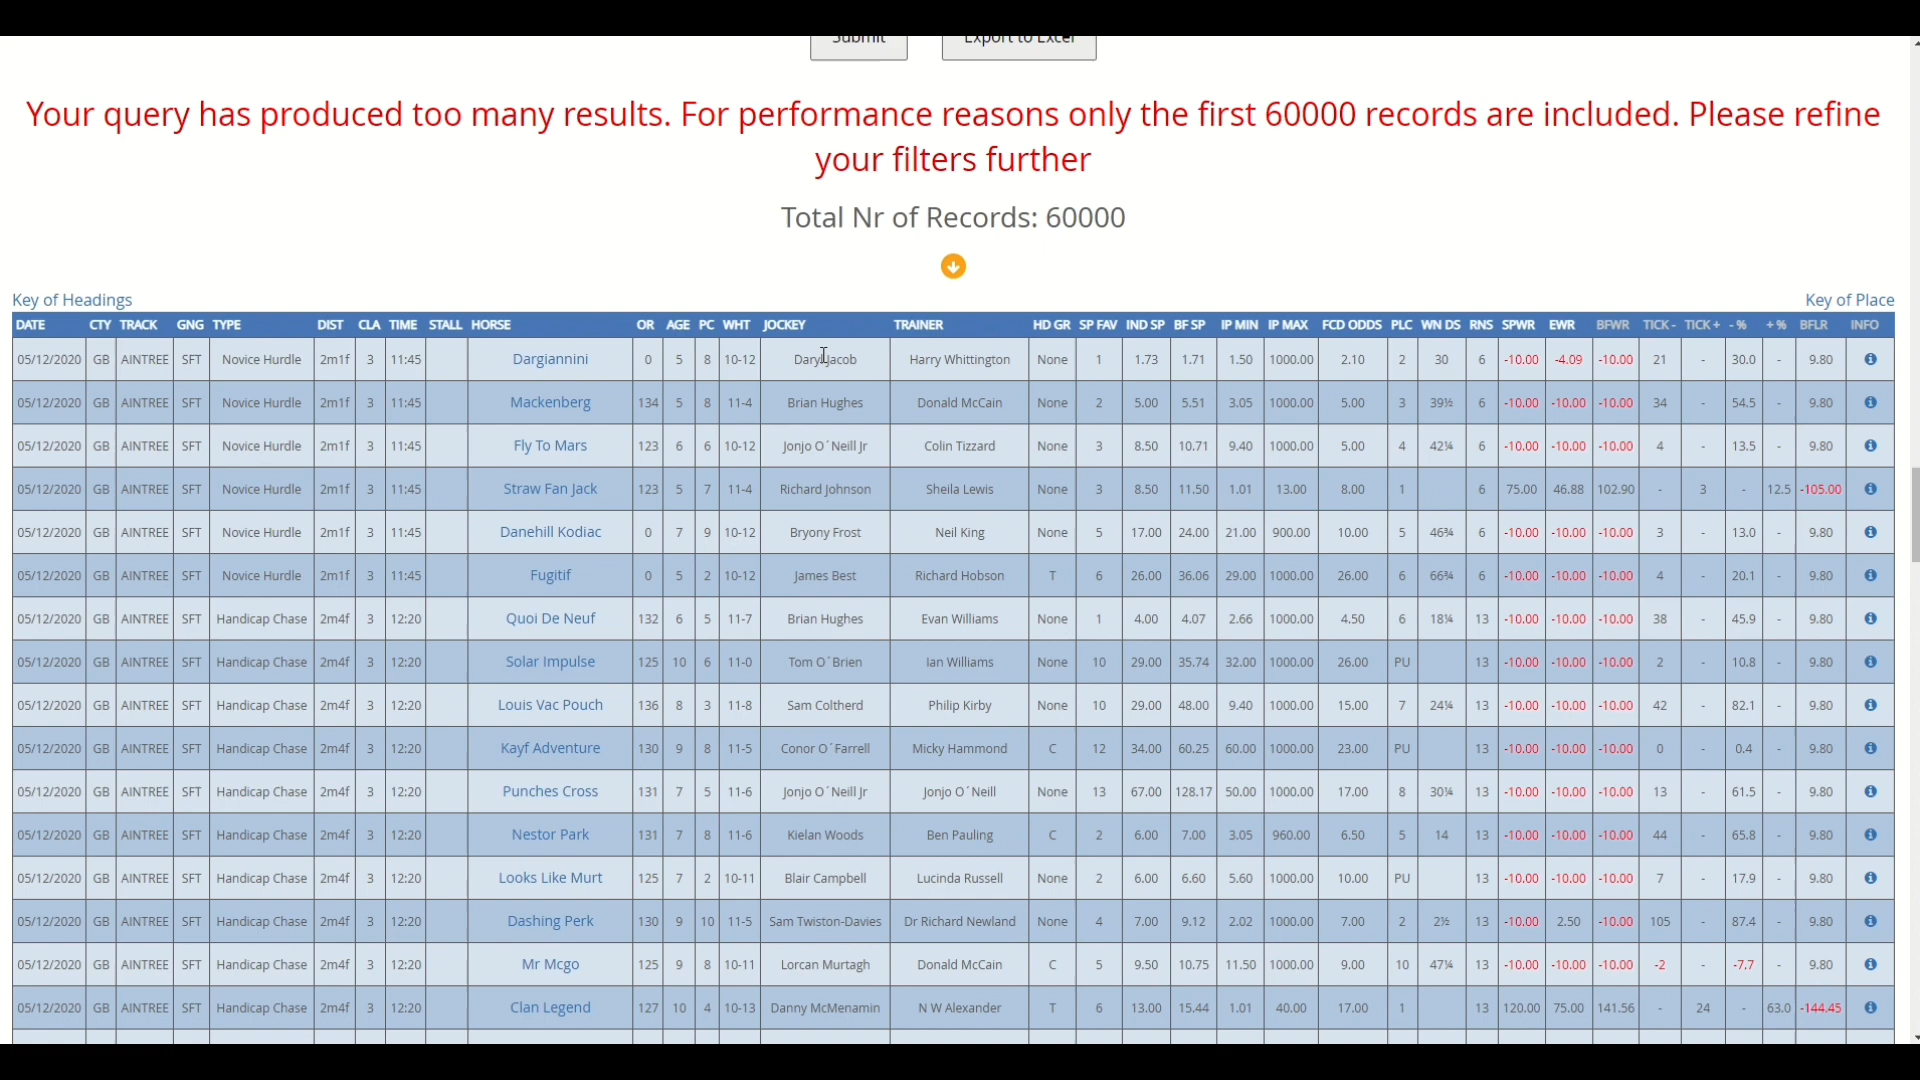 Submit Export to Excel
Your query has produced too many results. For performance reasons only the first 60000 records are included. Please refine
your filters further
Total Nr of Records: 60000
Key of Headings Key of Place
DATE CTY TRACK GNG TYPE DIST CLA TIME STALL HORSE OR AGE PC WHT JOCKEY TRAINER HD GR SP FAV IND SP BF SP IP MIN IP MAX FCD ODDS PLC WN DS RNS SPWR EWR BFWR TICK - TICK + - % + % BFLR INFO
05/12/2020 GB AINTREE SFT Novice Hurdle 2m1f 3 11:45 Dargiannini 0 5 8 10-12 Daryl Jacob Harry Whittington None 1 1.73 1.71 1.50 1000.00 2.10 2 30 6 -10.00 -4.09 -10.00 21 - 30.0 - 9.80
05/12/2020 GB AINTREE SFT Novice Hurdle 2m1f 3 11:45 Mackenberg 134 5 8 11-4 Brian Hughes Donald McCain None 2 5.00 5.51 3.05 1000.00 5.00 3 39½ 6 -10.00 -10.00 -10.00 34 - 54.5 - 9.80
05/12/2020 GB AINTREE SFT Novice Hurdle 2m1f 3 11:45 Fly To Mars 123 6 6 10-12 Jonjo O´Neill Jr Colin Tizzard None 3 8.50 10.71 9.40 1000.00 5.00 4 42¼ 6 -10.00 -10.00 -10.00 4 - 13.5 - 9.80
05/12/2020 GB AINTREE SFT Novice Hurdle 2m1f 3 11:45 Straw Fan Jack 123 5 7 11-4 Richard Johnson Sheila Lewis None 3 8.50 11.50 1.01 13.00 8.00 1 6 75.00 46.88 102.90 - 3 - 12.5 -105.00
05/12/2020 GB AINTREE SFT Novice Hurdle 2m1f 3 11:45 Danehill Kodiac 0 7 9 10-12 Bryony Frost Neil King None 5 17.00 24.00 21.00 900.00 10.00 5 46¾ 6 -10.00 -10.00 -10.00 3 - 13.0 - 9.80
05/12/2020 GB AINTREE SFT Novice Hurdle 2m1f 3 11:45 Fugitif 0 5 2 10-12 James Best Richard Hobson T 6 26.00 36.06 29.00 1000.00 26.00 6 66¾ 6 -10.00 -10.00 -10.00 4 - 20.1 - 9.80
05/12/2020 GB AINTREE SFT Handicap Chase 2m4f 3 12:20 Quoi De Neuf 132 6 5 11-7 Brian Hughes Evan Williams None 1 4.00 4.07 2.66 1000.00 4.50 6 18¼ 13 -10.00 -10.00 -10.00 38 - 45.9 - 9.80
05/12/2020 GB AINTREE SFT Handicap Chase 2m4f 3 12:20 Solar Impulse 125 10 6 11-0 Tom O´Brien Ian Williams None 10 29.00 35.74 32.00 1000.00 26.00 PU 13 -10.00 -10.00 -10.00 2 - 10.8 - 9.80
05/12/2020 GB AINTREE SFT Handicap Chase 2m4f 3 12:20 Louis Vac Pouch 136 8 3 11-8 Sam Coltherd Philip Kirby None 10 29.00 48.00 9.40 1000.00 15.00 7 24¼ 13 -10.00 -10.00 -10.00 42 - 82.1 - 9.80
05/12/2020 GB AINTREE SFT Handicap Chase 2m4f 3 12:20 Kayf Adventure 130 9 8 11-5 Conor O´Farrell Micky Hammond C 12 34.00 60.25 60.00 1000.00 23.00 PU 13 -10.00 -10.00 -10.00 0 - 0.4 - 9.80
05/12/2020 GB AINTREE SFT Handicap Chase 2m4f 3 12:20 Punches Cross 131 7 5 11-6 Jonjo O´Neill Jr Jonjo O´Neill None 13 67.00 128.17 50.00 1000.00 17.00 8 30¼ 13 -10.00 -10.00 -10.00 13 - 61.5 - 9.80
05/12/2020 GB AINTREE SFT Handicap Chase 2m4f 3 12:20 Nestor Park 131 7 8 11-6 Kielan Woods Ben Pauling C 2 6.00 7.00 3.05 960.00 6.50 5 14 13 -10.00 -10.00 -10.00 44 - 65.8 - 9.80
05/12/2020 GB AINTREE SFT Handicap Chase 2m4f 3 12:20 Looks Like Murt 125 7 2 10-11 Blair Campbell Lucinda Russell None 2 6.00 6.60 5.60 1000.00 10.00 PU 13 -10.00 -10.00 -10.00 7 - 17.9 - 9.80
05/12/2020 GB AINTREE SFT Handicap Chase 2m4f 3 12:20 Dashing Perk 130 9 10 11-5 Sam Twiston-Davies Dr Richard Newland None 4 7.00 9.12 2.02 1000.00 7.00 2 2½ 13 -10.00 2.50 -10.00 105 - 87.4 - 9.80
05/12/2020 GB AINTREE SFT Handicap Chase 2m4f 3 12:20 Mr Mcgo 125 9 8 10-11 Lorcan Murtagh Donald McCain C 5 9.50 10.75 11.50 1000.00 9.00 10 47¼ 13 -10.00 -10.00 -10.00 -2 - -7.7 - 9.80
05/12/2020 GB AINTREE SFT Handicap Chase 2m4f 3 12:20 Clan Legend 127 10 4 10-13 Danny McMenamin N W Alexander T 6 13.00 15.44 1.01 40.00 17.00 1 13 120.00 75.00 141.56 - 24 - 63.0 -144.45